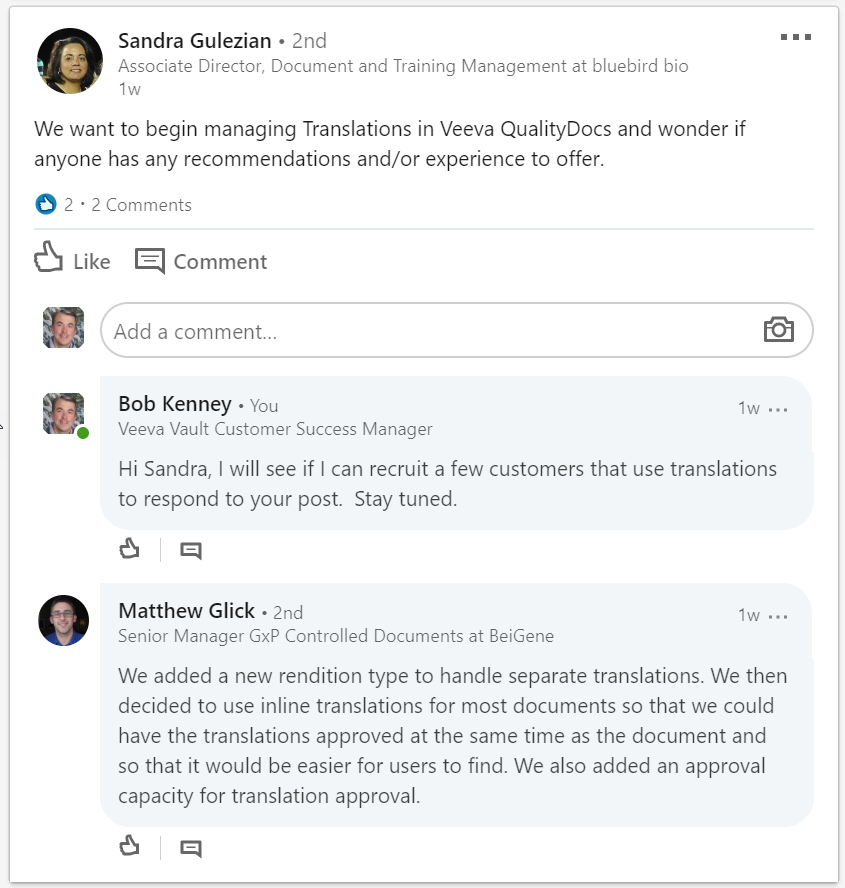 Sandra Gulezian • 2nd
Associate Director, Document and Training Management at bluebird bio
1w
We want to begin managing Translations in Veeva QualityDocs and wonder if
anyone has any recommendations and/or experience to offer.
2 • 2 Comments
Like Comment
Add a comment...
Bob Kenney • You 1w
Veeva Vault Customer Success Manager
Hi Sandra, I will see if I can recruit a few customers that use translations
to respond to your post. Stay tuned.
Matthew Glick • 2nd 1w
Senior Manager GxP Controlled Documents at BeiGene
We added a new rendition type to handle separate translations. We then
decided to use inline translations for most documents so that we could
have the translations approved at the same time as the document and
so that it would be easier for users to find. We also added an approval
capacity for translation approval.